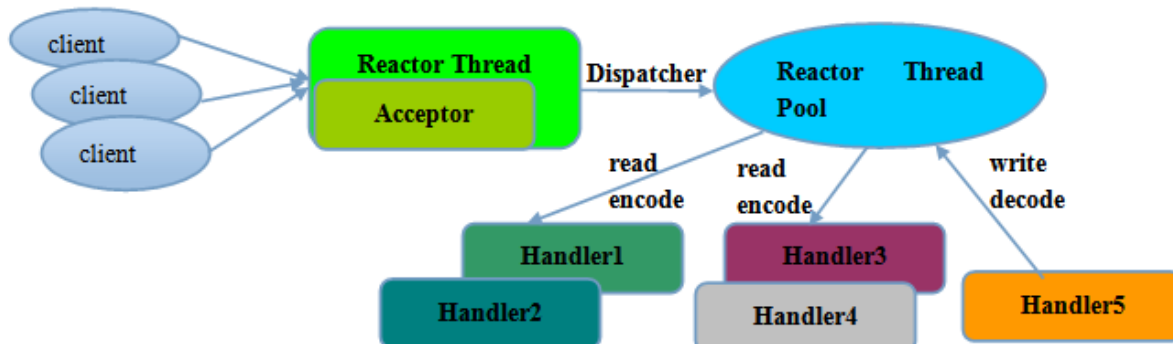 client
client
client
Reactor Thread
Acceptor
Dispatcher
Reactor Thread
Pool
read
encode
read
encode
write
decode
Handler1
Handler2
Handler3
Handler4
Handler5